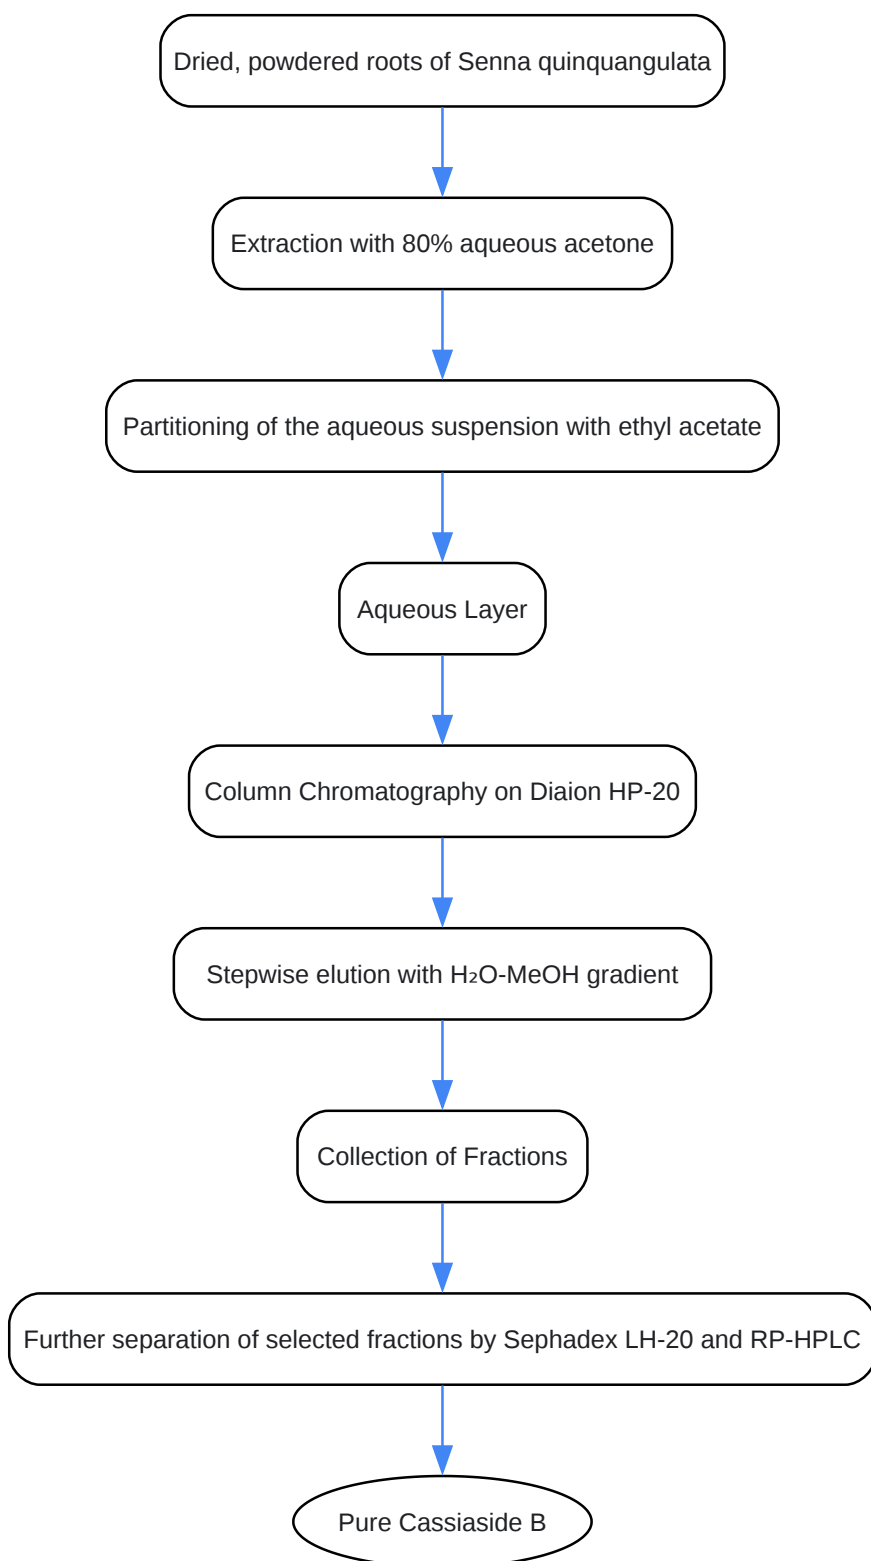 Dried, powdered roots of Senna quinquangulata
Extraction with 80% aqueous acetone
Partitioning of the aqueous suspension with ethyl acetate
Aqueous Layer
Column Chromatography on Diaion HP-20
Stepwise elution with H₂O-MeOH gradient
Collection of Fractions
Further separation of selected fractions by Sephadex LH-20 and RP-HPLC
Pure Cassiaside B